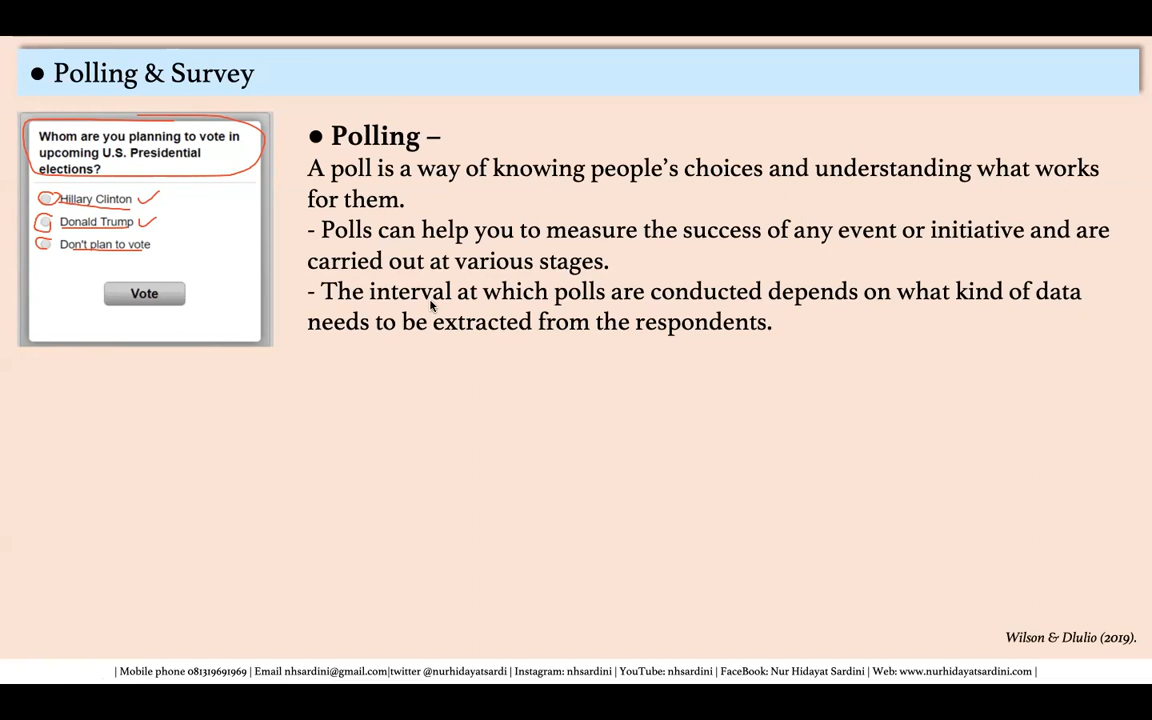 ● Polling & Survey
Whom are you planning to vote in
upcoming U.S. Presidential
elections?
Hillary Clinton
Donald Trump
Don't plan to vote
Vote
● Polling –
A poll is a way of knowing people’s choices and understanding what works
for them.
- Polls can help you to measure the success of any event or initiative and are
carried out at various stages.
- The interval at which polls are conducted depends on what kind of data
needs to be extracted from the respondents.
Wilson & Dlulio (2019).
| Mobile phone 081319691969 | Email nhsardini@gmail.com|twitter @nurhidayatsardi | Instagram: nhsardini | YouTube: nhsardini | FaceBook: Nur Hidayat Sardini | Web: www.nurhidayatsardini.com |